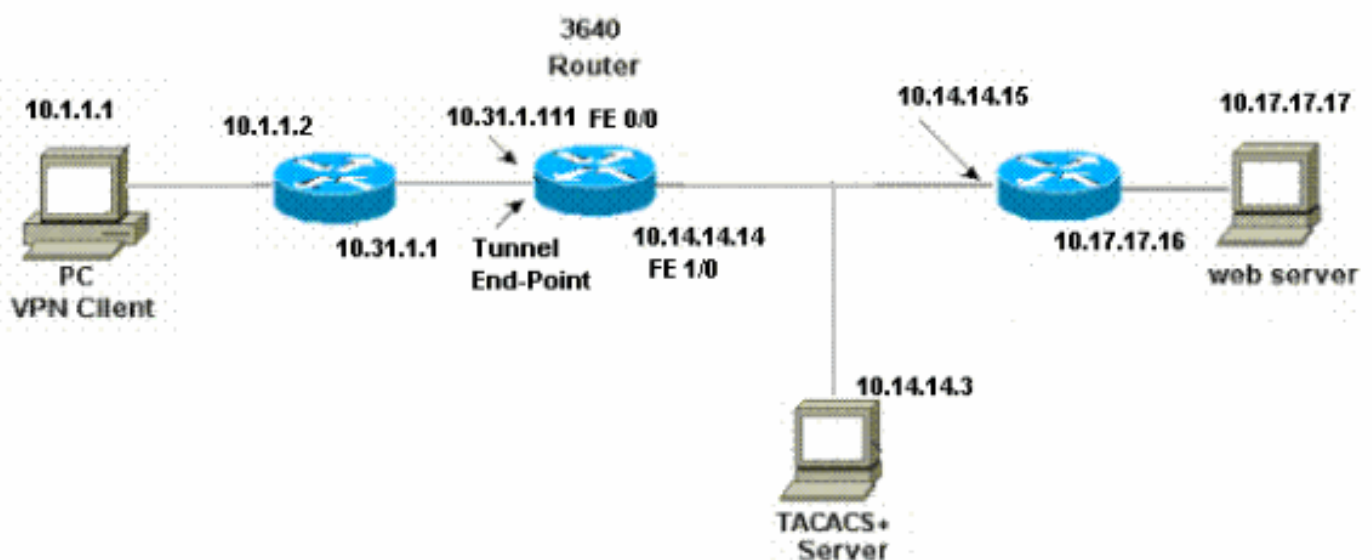 3640
Router
10.1.1.1
10.1.1.2
10.31.1.111 FE 0/0
10.14.14.15
10.17.17.17
10.31.1.1
Tunnel
End-Point
10.14.14.14
FE 1/0
10.17.17.16
PC
VPN Client
web server
10.14.14.3
TACACS+
Server